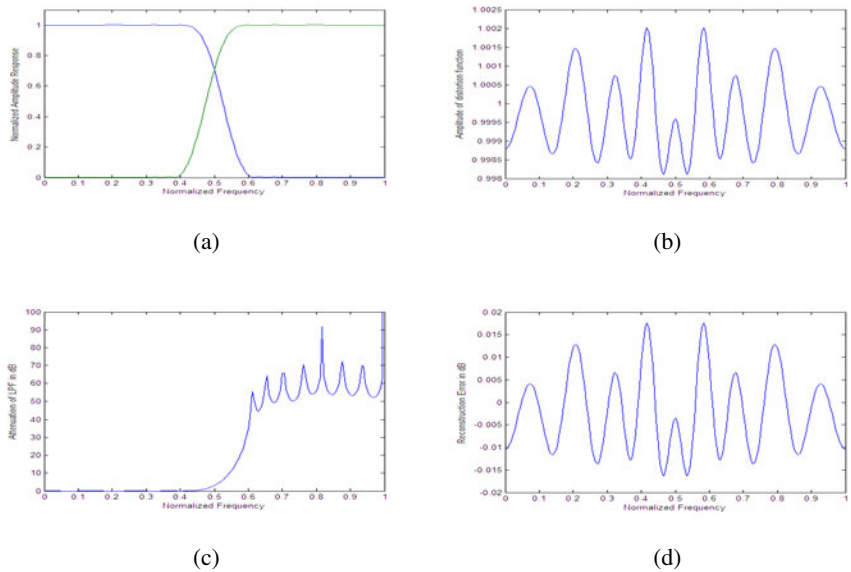 Normalized Amplitude Response
1
0.8
0.6
0.4
0.2
0
0 0.1 0.2 0.3 0.4 0.5 0.6 0.7 0.8 0.9 1
Normalized Frequency
(a)
Amplitude of distortion function
1.0025
1.002
1.0015
1.001
1.0005
1
0.9995
0.999
0.9985
0.998
0 0.1 0.2 0.3 0.4 0.5 0.6 0.7 0.8 0.9 1
Normalized Frequency
(b)
Attenuation of LPF in dB
100
90
80
70
60
50
40
30
20
10
0
0 0.1 0.2 0.3 0.4 0.5 0.6 0.7 0.8 0.9 1
Normalized Frequency
(c)
Reconstruction Error in dB
0.02
0.015
0.01
0.005
0
-0.005
-0.01
-0.015
-0.02
0 0.1 0.2 0.3 0.4 0.5 0.6 0.7 0.8 0.9 1
Normalized Frequency
(d)